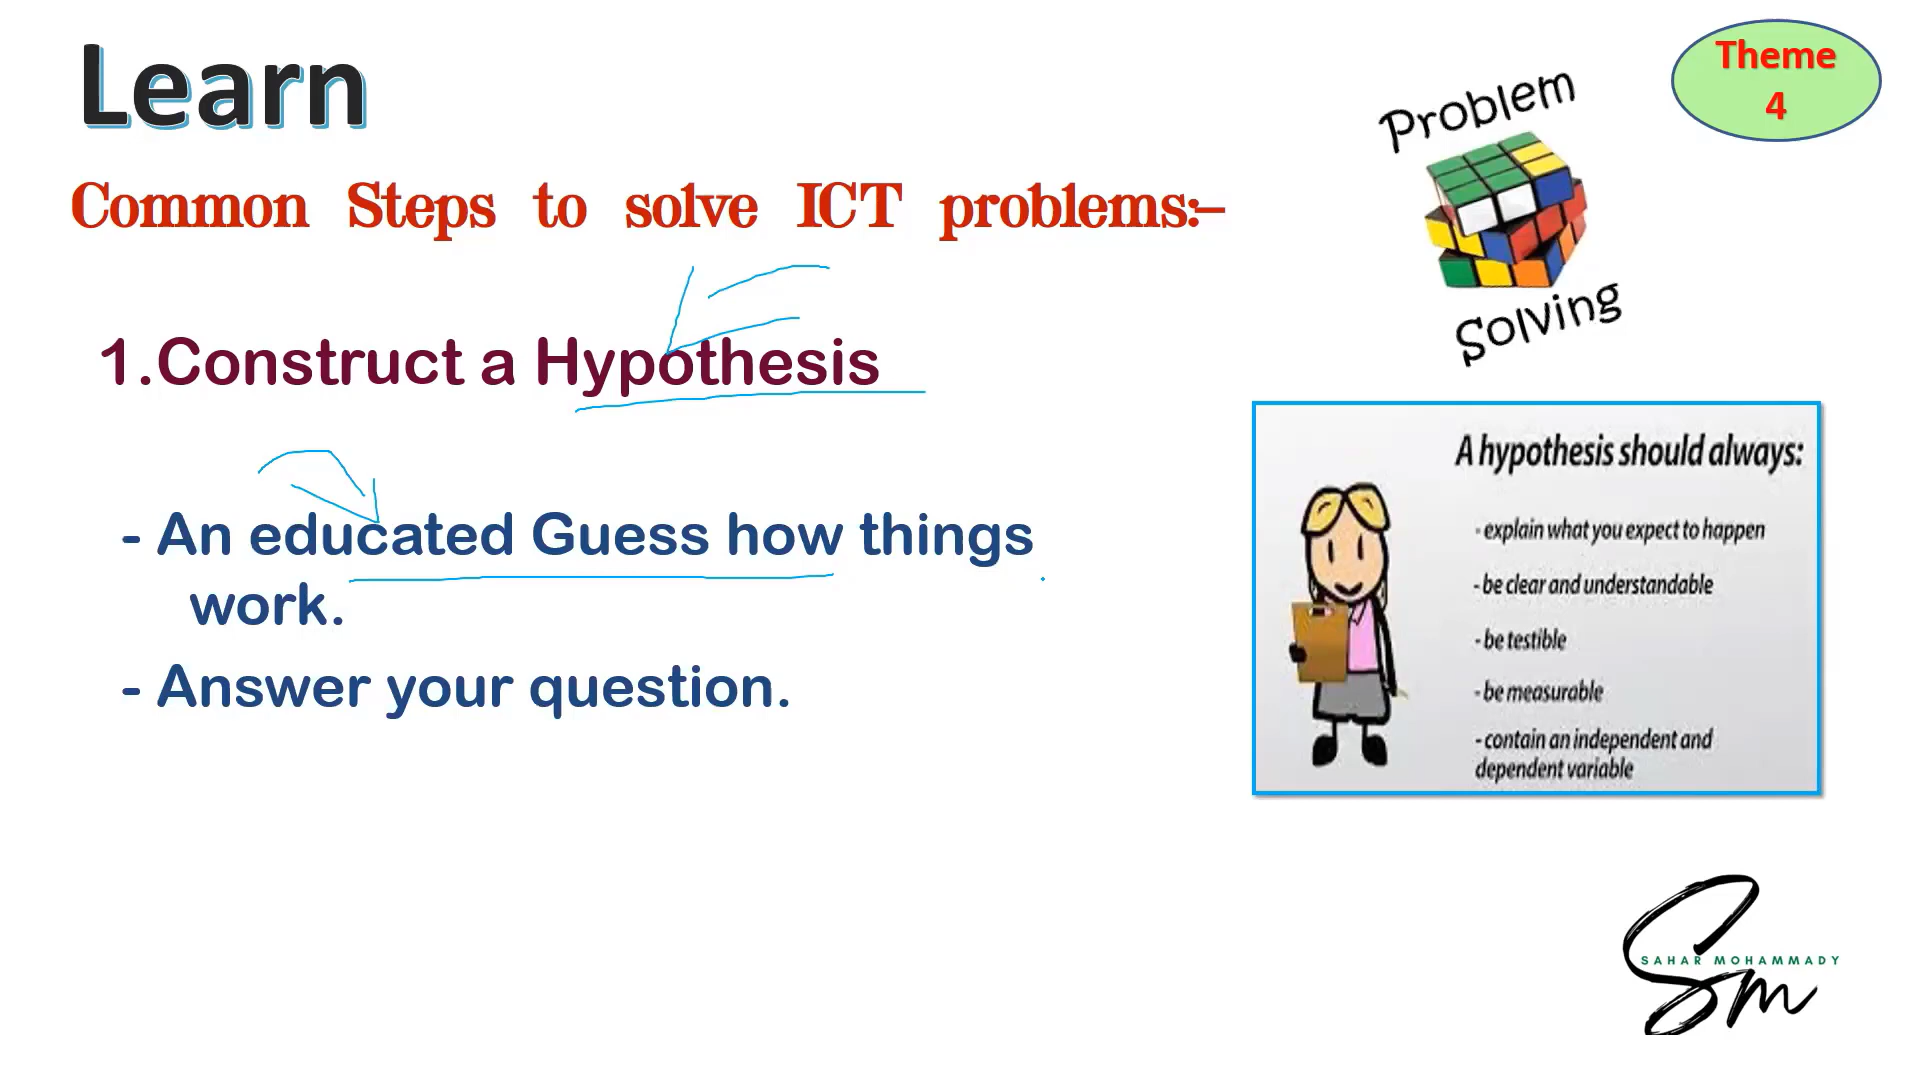 Learn
Theme
4
Problem
Solving
Common Steps to solve ICT problems:-
1.Construct a Hypothesis
- An educated Guess how things
work.
- Answer your question.
A hypothesis should always:
- explain what you expect to happen
- be clear and understandable
- be testible
- be measurable
- contain an independent and
dependent variable
SAHAR MOHAMMADY
Sm